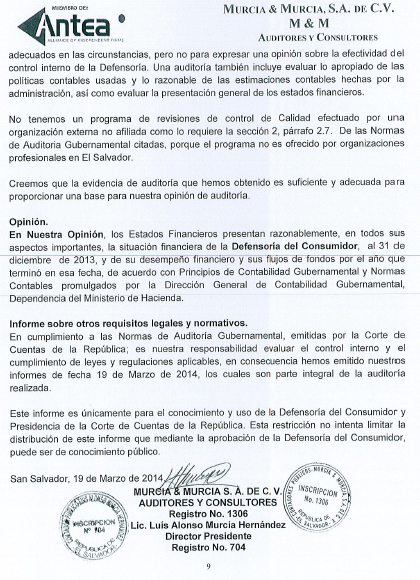 MIEMBRO DE:
Antea
ALLIANCE OF INDEPENDENT FIRMS
MURCIA & MURCIA, S.A. DE C.V.
M & M
AUDITORES Y CONSULTORES
adecuados en las circunstancias, pero no para expresar una opinión sobre la efectividad del
control interno de la Defensoría. Una auditoría también incluye evaluar lo apropiado de las
políticas contables usadas y lo razonable de las estimaciones contables hechas por la
administración, así como evaluar la presentación general de los estados financieros.
No tenemos un programa de revisiones de control de Calidad efectuado por
una organización externa no afiliada como lo requiere la sección 2, párrafo 2.7. De las Normas
de Auditoria Gubernamental citadas, porque el programa no es ofrecido por organizaciones
profesionales en El Salvador.
Creemos que la evidencia de auditoría que hemos obtenido es suficiente y adecuada para
proporcionar una base para nuestra opinión de auditoría.
Opinión.
En Nuestra Opinión, los Estados Financieros presentan razonablemente, en todos sus
aspectos importantes, la situación financiera de la Defensoría del Consumidor, al 31 de
diciembre de 2013, y de su desempeño financiero y sus flujos de fondos por el año que
terminó en esa fecha, de acuerdo con Principios de Contabilidad Gubernamental y Normas
Contables promulgados por la Dirección General de Contabilidad Gubernamental,
Dependencia del Ministerio de Hacienda.
Informe sobre otros requisitos legales y normativos.
En cumplimiento a las Normas de Auditoría Gubernamental, emitidas por la Corte de
Cuentas de la República; es nuestra responsabilidad evaluar el control interno y el
cumplimiento de leyes y regulaciones aplicables, en consecuencia hemos emitido nuestros
informes de fecha 19 de Marzo de 2014, los cuales son parte integral de la auditoría
realizada.
Este informe es únicamente para el conocimiento y uso de la Defensoría del Consumidor y
Presidencia de la Corte de Cuentas de la República. Esta restricción no intenta limitar la
distribución de este informe que mediante la aprobación de la Defensoría del Consumidor,
puede ser de conocimiento público.
San Salvador, 19 de Marzo de 2014
MURCIA & MURCIA S. A. DE C. V.
AUDITORES Y CONSULTORES
Registro No. 1306
Lic. Luís Alonso Murcia Hernández
Director Presidente
Registro No. 704
INSCRIPCION
No. 704
REPUBLICA DE
EL SALVADOR
INSCRIPCION
No. 1306
REPUBLICA DE
EL SALVADOR
9